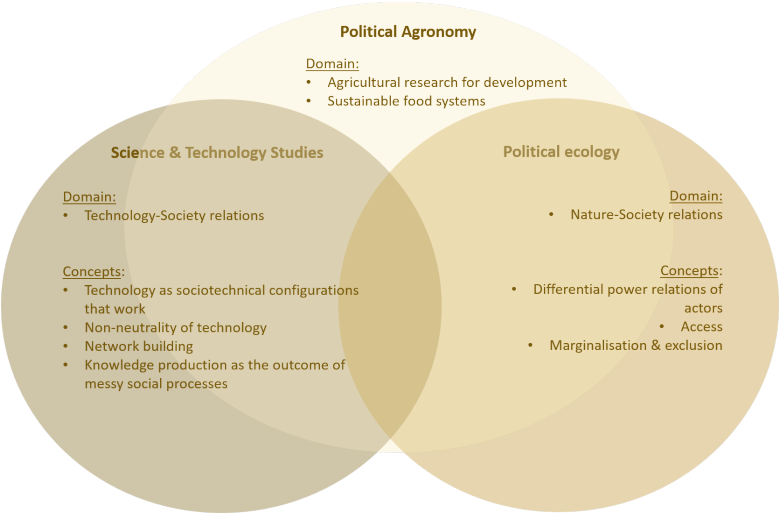 Political Agronomy
Domain:
• Agricultural research for development
• Sustainable food systems
Science & Technology Studies
Domain:
• Technology-Society relations
Concepts:
• Technology as sociotechnical configurations
that work
• Non-neutrality of technology
• Network building
• Knowledge production as the outcome of
messy social processes
Political ecology
Domain:
• Nature-Society relations
Concepts:
• Differential power relations of
actors
• Access
• Marginalisation & exclusion